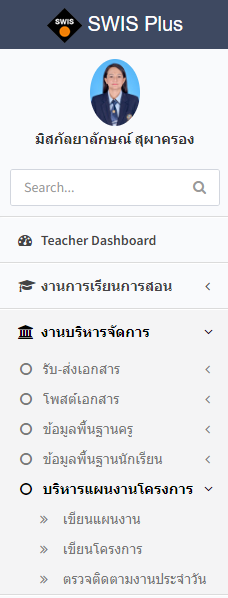 SWIS
SWIS Plus
มิสกัลยาลักษณ์ สุผาครอง
Search...
Teacher Dashboard
งานการเรียนการสอน
งานบริหารจัดการ
รับ-ส่งเอกสาร
โพสต์เอกสาร
ข้อมูลพื้นฐานครู
ข้อมูลพื้นฐานนักเรียน
บริหารแผนงานโครงการ
เขียนแผนงาน
เขียนโครงการ
ตรวจติดตามงานประจำวัน